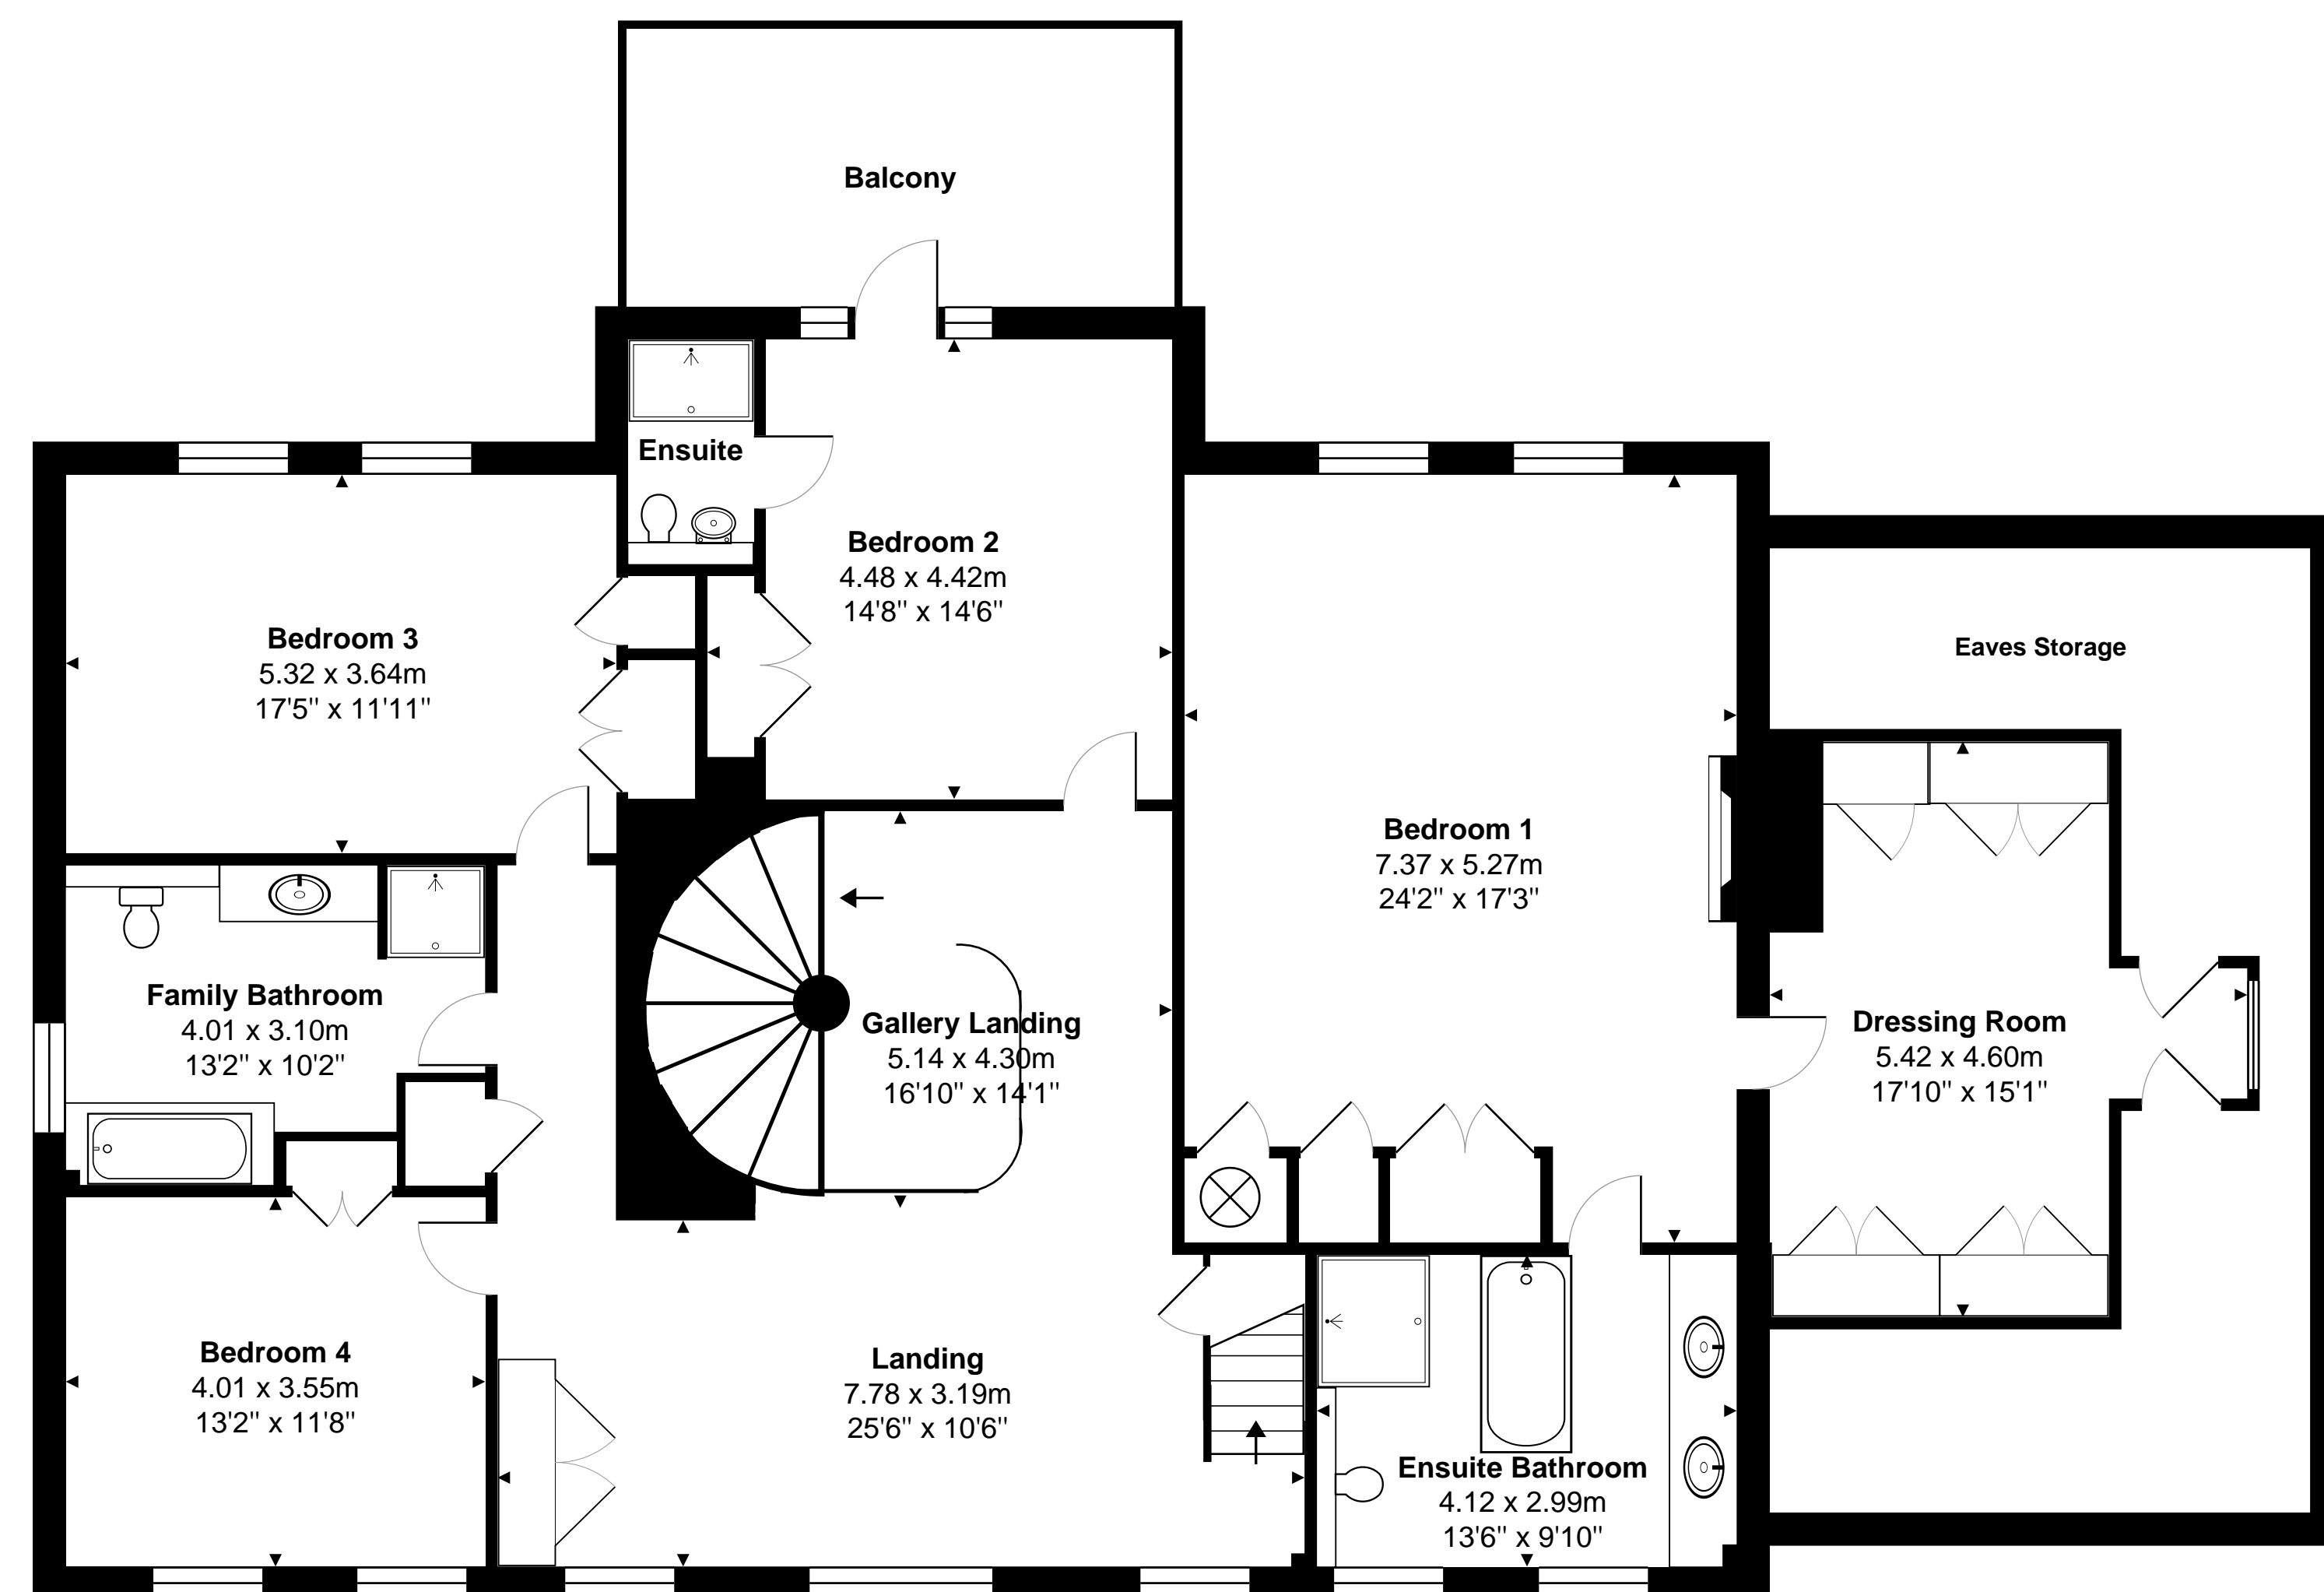 Balcony
Ensuite
Bedroom 2
4.48 x 4.42m
14'8" x 14'6"
Bedroom 3
5.32 x 3.64m
17'5" x 11'11"
Eaves Storage
Bedroom 1
7.37 x 5.27m
24'2" x 17'3"
Family Bathroom
4.01 x 3.10m
13'2" x 10'2"
Gallery Landing
5.14 x 4.30m
16'10" x 14'1"
Dressing Room
5.42 x 4.60m
17'10" x 15'1"
Bedroom 4
4.01 x 3.55m
13'2" x 11'8"
Landing
7.78 x 3.19m
25'6" x 10'6"
Ensuite Bathroom
4.12 x 2.99m
13'6" x 9'10"